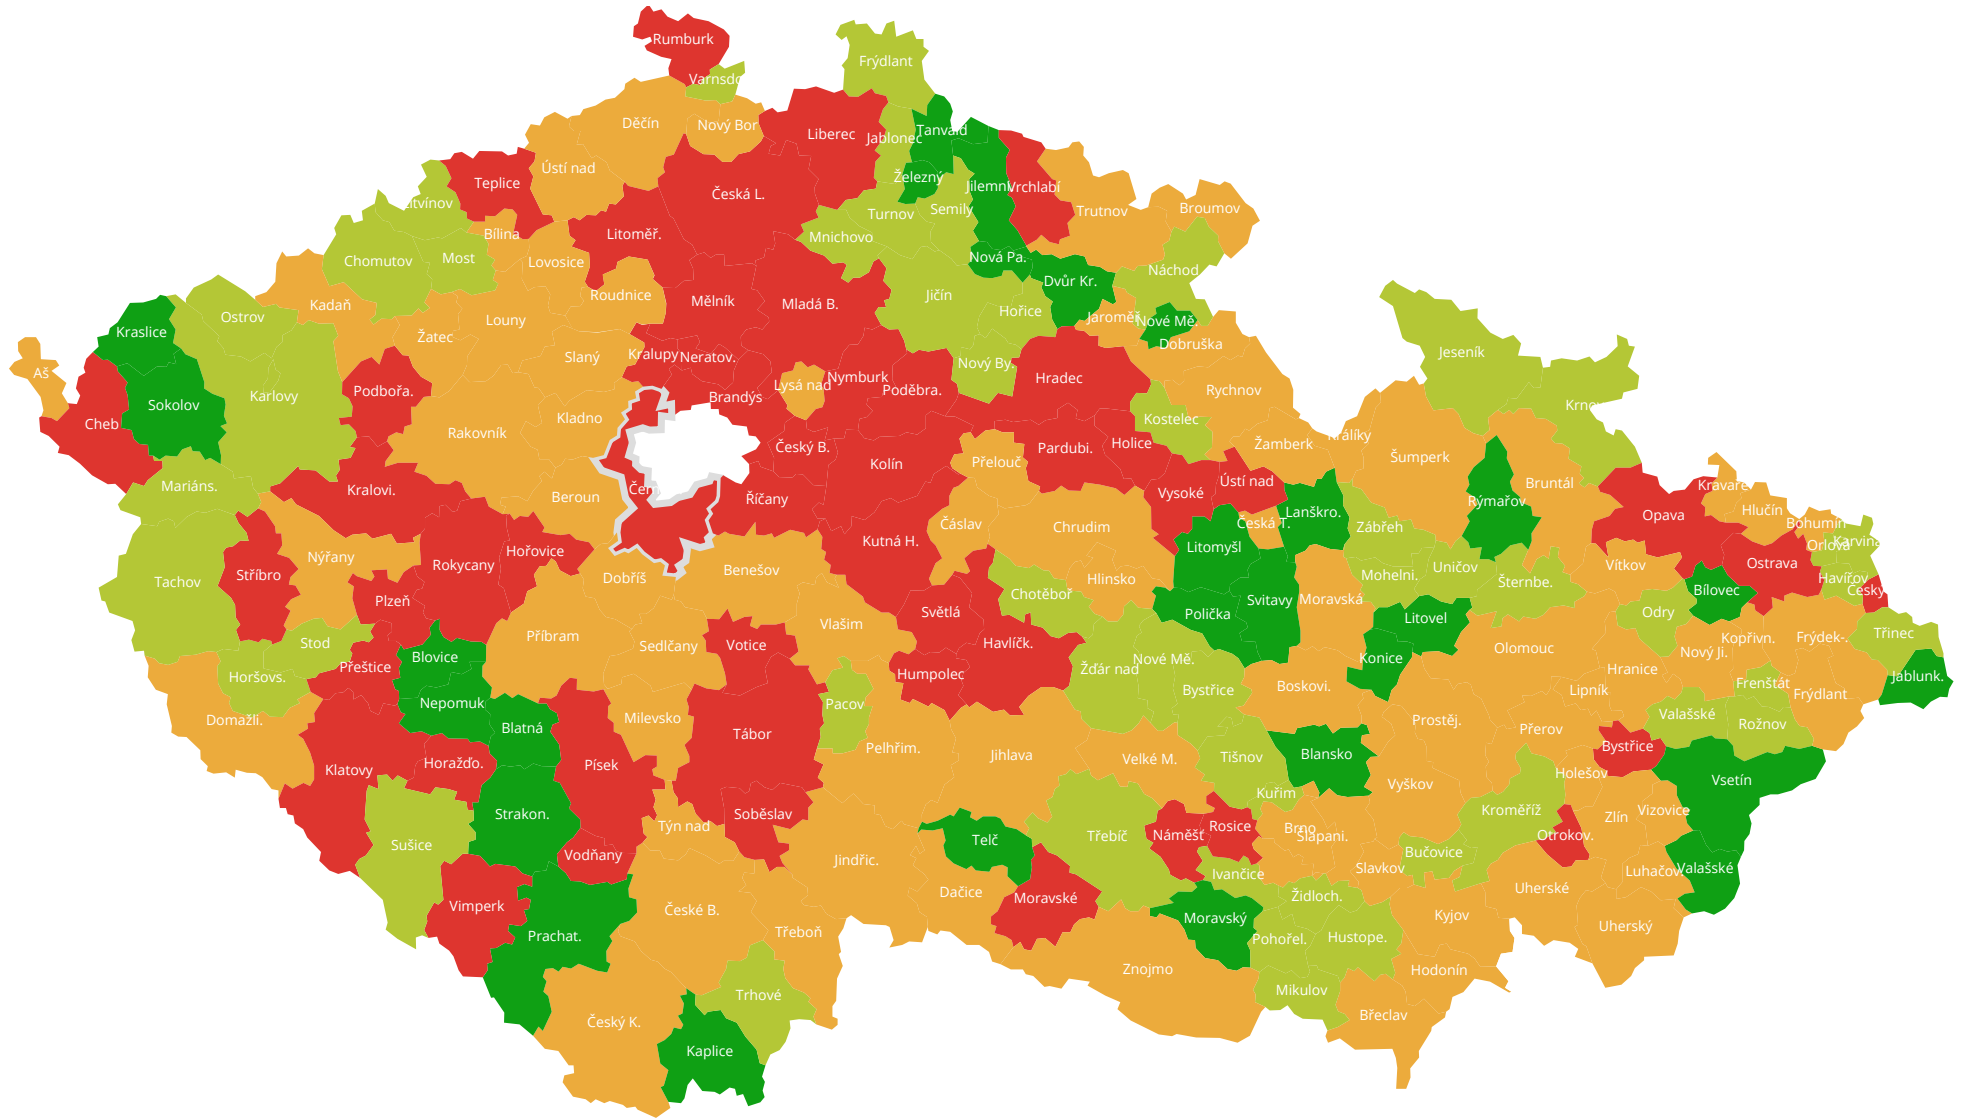 Rumburk
Frýdlant
Varnsdo
Děčín
Nový Bor
Liberec
Tanvald
Jablonec
Ústí nad
Teplice
Železný
Jilemni
Vrchlabí
Česká L.
Litvínov
Semily
Turnov
Trutnov
Broumov
Bílina
Litoměř.
Mnichovo
Most
Chomutov
Lovosice
Nová Pa.
Náchod
Dvůr Kr.
Roudnice
Jičín
Mělník
Mladá B.
Kadaň
Hořice
Ostrov
Louny
Jaroměř
Nové Mě.
Kraslice
Žatec
Dobruška
Jeseník
Slaný
Kralupy
Neratov.
Nový By.
Aš
Nymburk
Hradec
Lysá nad
Podbořa.
Poděbra.
Rychnov
Karlovy
Brandýs
Sokolov
Krnov
Kladno
Kostelec
Cheb
Rakovník
Králíky
Žamberk
Holice
Český B.
Pardubi.
Šumperk
Přelouč
Kolín
Ústí nad
Bruntál
Mariáns.
Kralovi.
Kravaře
Vysoké
Beroun
Říčany
Rýmařov
Hlučín
Lanškro.
Opava
Bohumín
Česká T.
Čáslav
Chrudim
Zábřeh
Kutná H.
Karviná
Orlová
Litomyšl
Hořovice
Nýřany
Rokycany
Ostrava
Vítkov
Uničov
Benešov
Stříbro
Mohelni.
Dobříš
Hlinsko
Havířov
Tachov
Šternbe.
Bílovec
Český
Chotěboř
Plzeň
Svitavy
Moravská
Světlá
Odry
Polička
Litovel
Vlašim
Třinec
Příbram
Frýdek-.
Kopřivn.
Stod
Havlíčk.
Votice
Sedlčany
Olomouc
Nový Ji.
Blovice
Konice
Nové Mě.
Přeštice
Žďár nad
Hranice
Humpolec
Jablunk.
Horšovs.
Frenštát
Boskovi.
Bystřice
Lipník
Frýdlant
Nepomuk
Pacov
Valašské
Milevsko
Domažli.
Prostěj.
Rožnov
Blatná
Přerov
Tábor
Pelhřim.
Bystřice
Jihlava
Blansko
Tišnov
Velké M.
Horažďo.
Písek
Klatovy
Holešov
Vsetín
Vyškov
Kuřim
Kroměříž
Vizovice
Strakon.
Soběslav
Zlín
Týn nad
Rosice
Brno
Náměšť
Třebíč
Šlapani.
Otrokov.
Telč
Sušice
Bučovice
Vodňany
Jindřic.
Slavkov
Valašské
Luhačov
Ivančice
Uherské
Dačice
Židloch.
Moravské
Vimperk
České B.
Kyjov
Moravský
Uherský
Třeboň
Prachat.
Hustope.
Pohořel.
Znojmo
Hodonín
Mikulov
Trhové
Břeclav
Český K.
Kaplice